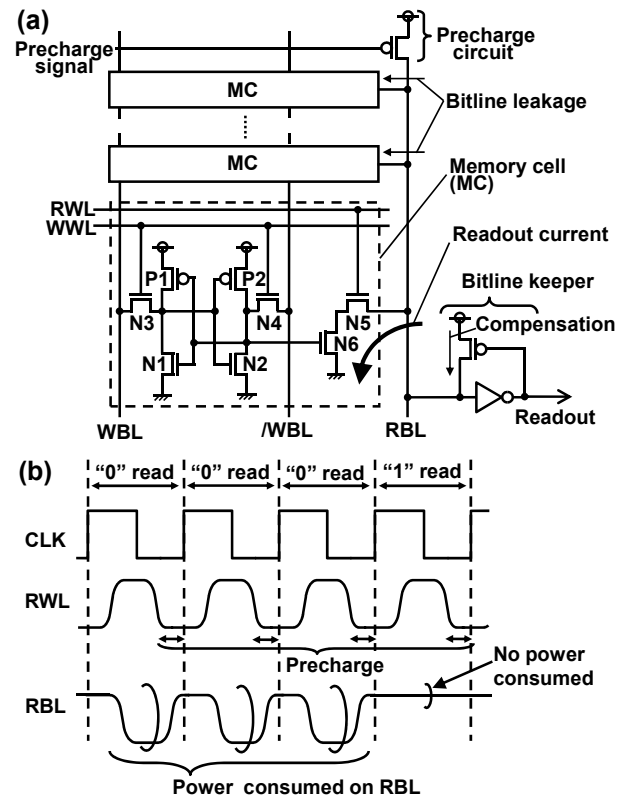 (a)
Precharge signal
Precharge circuit
MC
Bitline leakage
MC
Memory cell (MC)
RWL
WWL
Readout current
P1
P2
Bitline keeper
N3
N4
N5
Compensation
N1
N2
N6
Readout
WBL
/WBL
RBL
(b)
“0” read
“0” read
“0” read
“1” read
CLK
RWL
Precharge
No power consumed
RBL
Power consumed on RBL